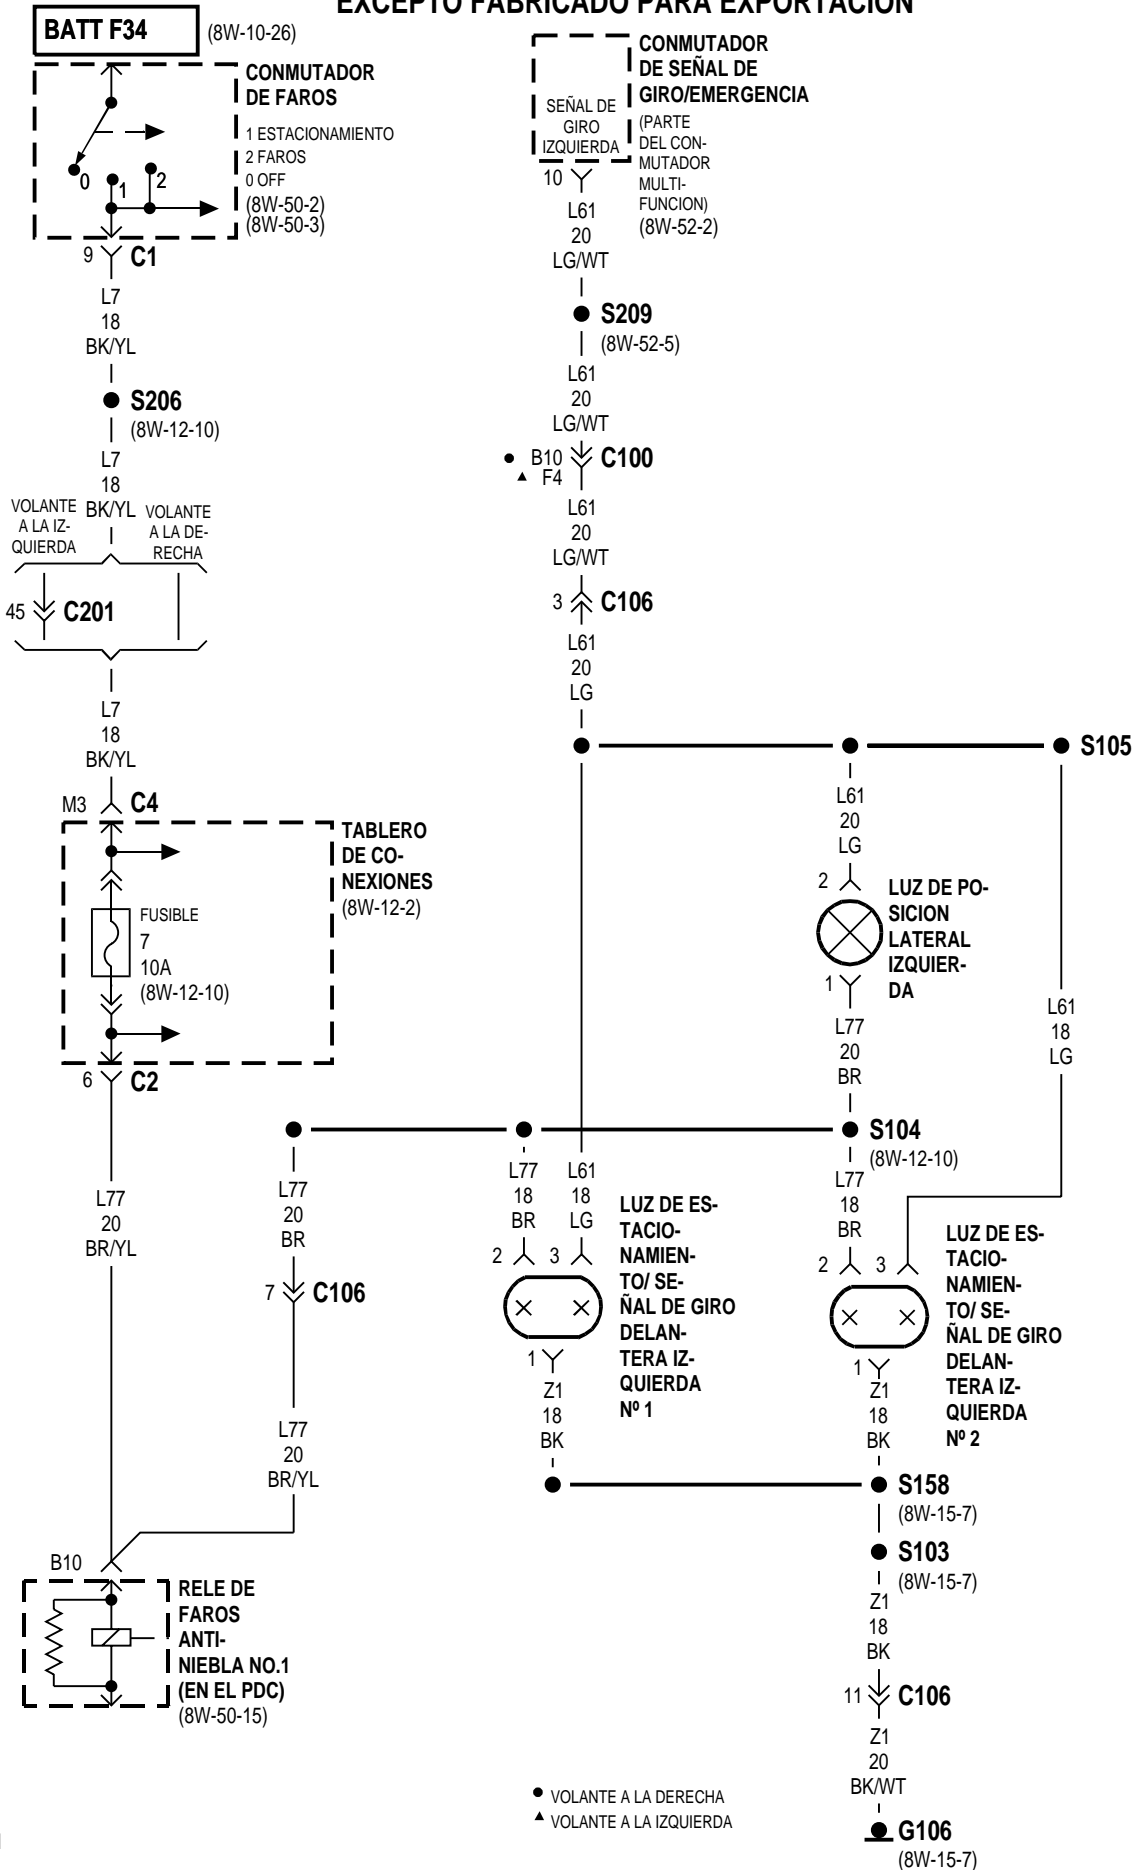 EXCEPTO FABRICADO PARA EXPORTACION
BATT F34
(8W-10-26)
CONMUTADOR
DE FAROS
1 ESTACIONAMIENTO
2 FAROS
0 OFF
(8W-50-2)
(8W-50-3)
0
1
2
9
C1
L7
18
BK/YL
S206
(8W-12-10)
L7
18
BK/YL
VOLANTE
A LA IZ-
QUIERDA
VOLANTE
A LA DE-
RECHA
45
C201
L7
18
BK/YL
M3
C4
TABLERO
DE CO-
NEXIONES
(8W-12-2)
FUSIBLE
7
10A
(8W-12-10)
6
C2
L77
20
BR/YL
L77
20
BR
7
C106
L77
20
BR/YL
B10
RELE DE
FAROS
ANTI-
NIEBLA NO.1
(EN EL PDC)
(8W-50-15)
CONMUTADOR
DE SEÑAL DE
GIRO/EMERGENCIA
(PARTE
DEL CON-
MUTADOR
MULTI-
FUNCION)
(8W-52-2)
SEÑAL DE
GIRO
IZQUIERDA
10
L61
20
LG/WT
S209
(8W-52-5)
L61
20
LG/WT
● B10
▲ F4
C100
L61
20
LG/WT
3
C106
L61
20
LG
S105
L61
20
LG
2
LUZ DE PO-
SICION
LATERAL
IZQUIER-
DA
1
L77
20
BR
L61
18
LG
S104
(8W-12-10)
L77
18
BR
L61
18
LG
2
3
LUZ DE ES-
TACIO-
NAMIEN-
TO/ SE-
ÑAL DE GIRO
DELAN-
TERA IZ-
QUIERDA
Nº 1
1
Z1
18
BK
L77
18
BR
2
3
LUZ DE ES-
TACIO-
NAMIEN-
TO/ SE-
ÑAL DE GIRO
DELAN-
TERA IZ-
QUIERDA
Nº 2
1
Z1
18
BK
S158
(8W-15-7)
S103
(8W-15-7)
Z1
18
BK
11
C106
Z1
20
BK/WT
G106
(8W-15-7)
● VOLANTE A LA DERECHA
▲ VOLANTE A LA IZQUIERDA